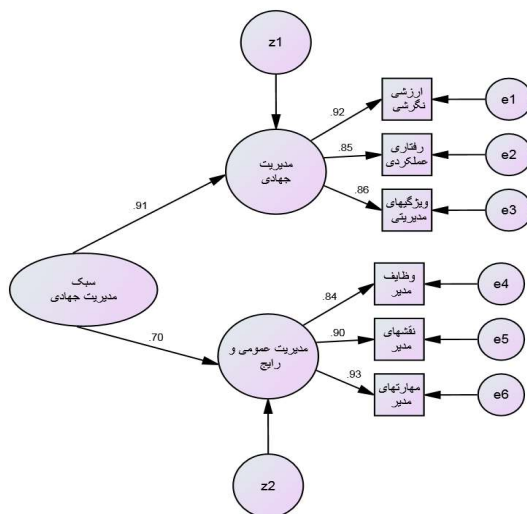 z1
ارزشی
نگرشی
e1
.92
رفتاری
عملکردی
e2
.85
مدیریت
جهادی
ویژگیهای
مدیریتی
e3
.86
.91
سبک
مدیریت جهادی
وظایف
مدیر
e4
.84
.70
مدیریت عمومی و
رایج
نقشهای
مدیر
e5
.90
مهارتهای
مدیر
e6
.93
z2